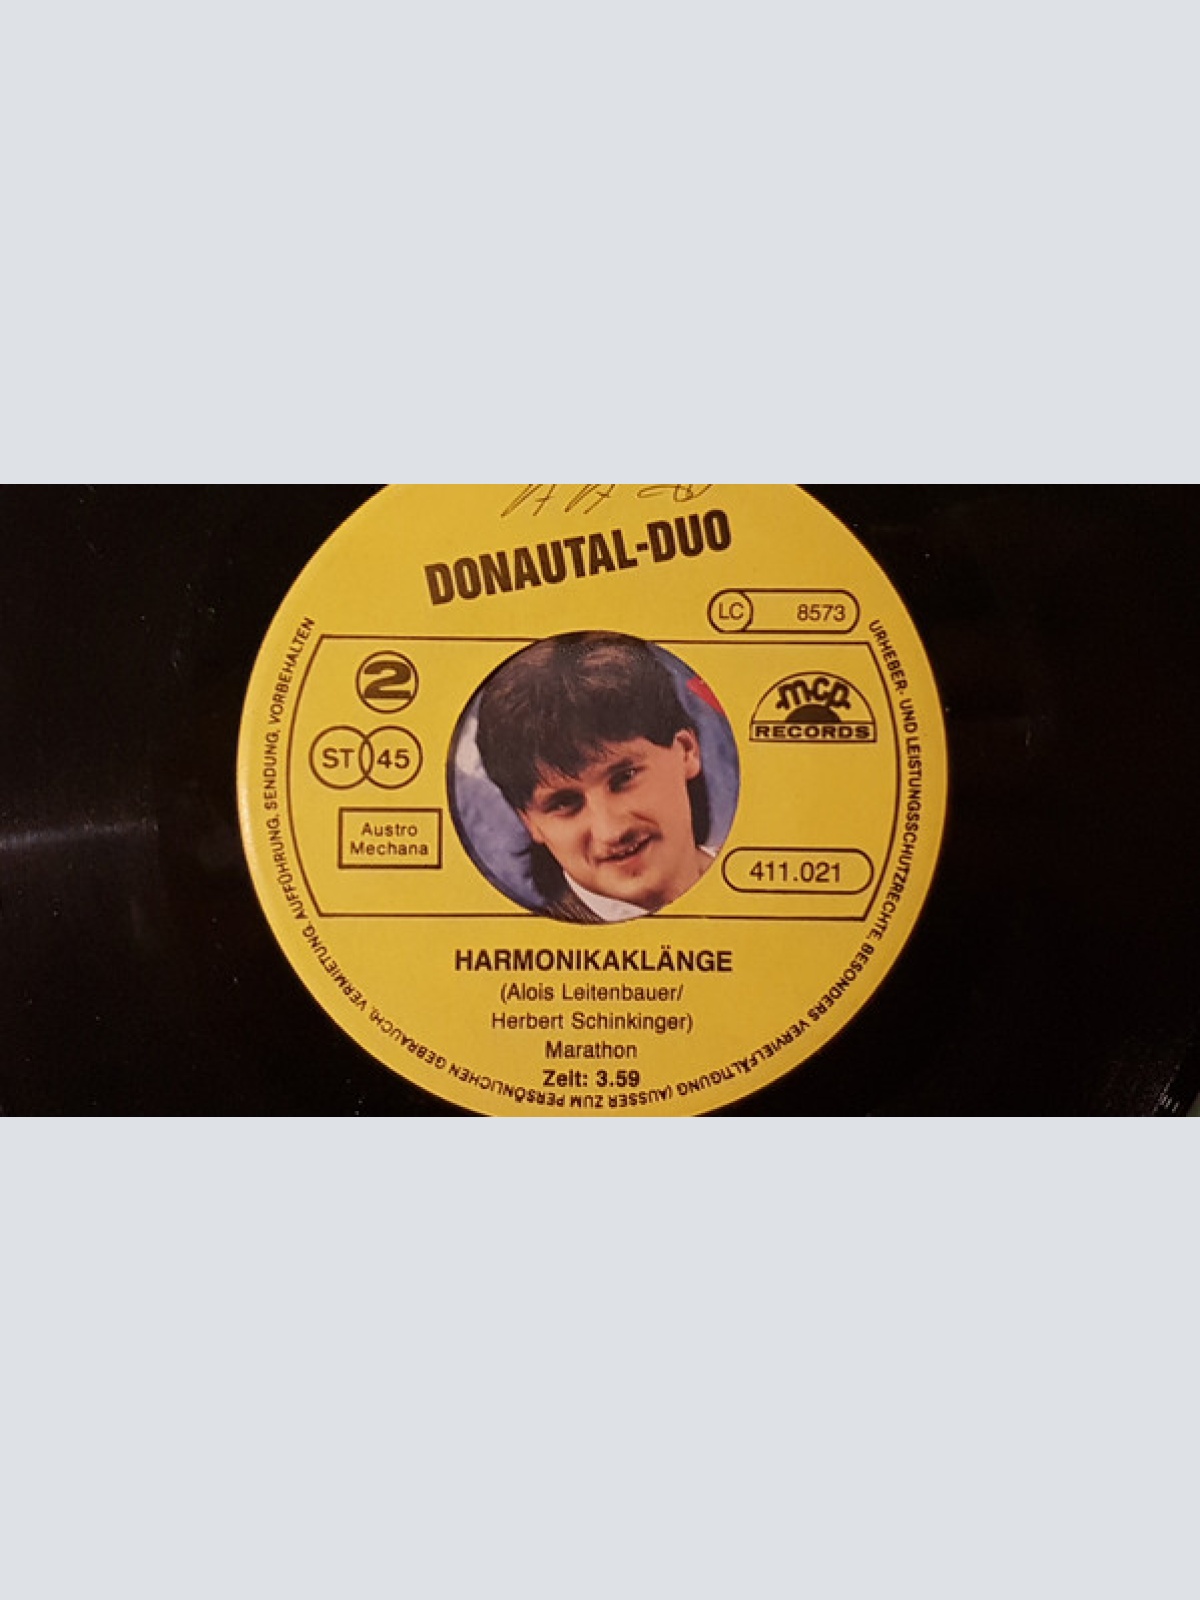 DONAUTAL-DUO
LC 8573
2
ST 45
mcp
RECORDS
Austro
Mechana
411.021
HARMONIKAKLÄNGE
(Alois Leitenbauer/
Herbert Schinkinger)
Marathon
Zeit: 3.59
URHEBER- UND LEISTUNGSSCHUTZRECHTE, BESONDERS VERVIELFÄLTIGUNG (AUSSER ZUM PERSÖNLICHEN GEBRAUCH), VERMIETUNG, AUFFÜHRUNG, SENDUNG, VORBEHALTEN